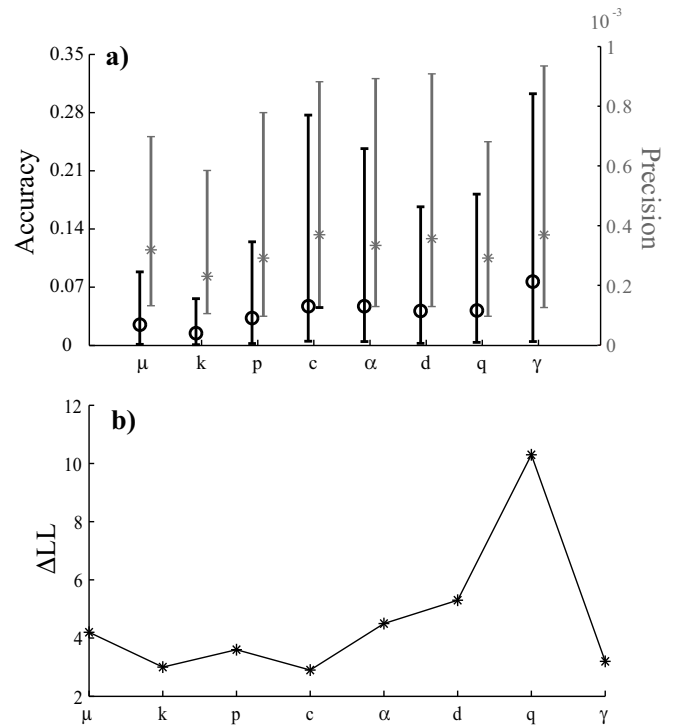 10⁻³
a)
0.35
0.28
0.21
0.14
0.07
0
Accuracy
1
0.8
0.6
0.4
0.2
0
Precision
μ k p c α d q γ
b)
12
10
8
6
4
2
ΔLL
μ k p c α d q γ